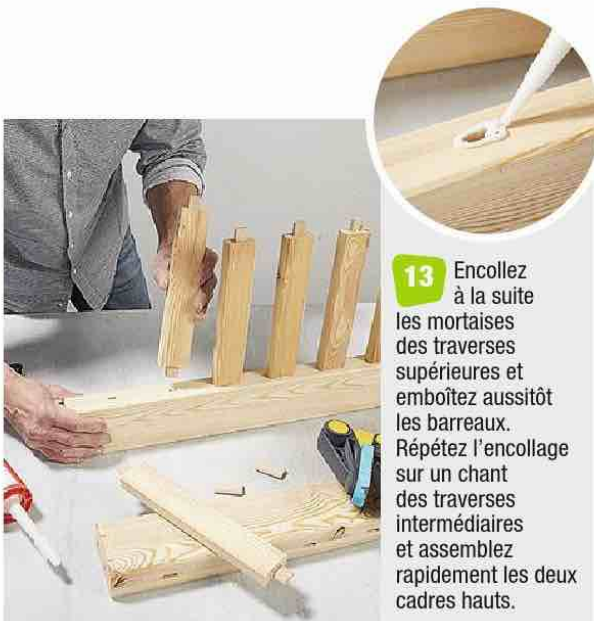 13 Encollez
à la suite
les mortaises
des traverses
supérieures et
emboîtez aussitôt
les barreaux.
Répétez l’encollage
sur un chant
des traverses
intermédiaires
et assemblez
rapidement les deux
cadres hauts.